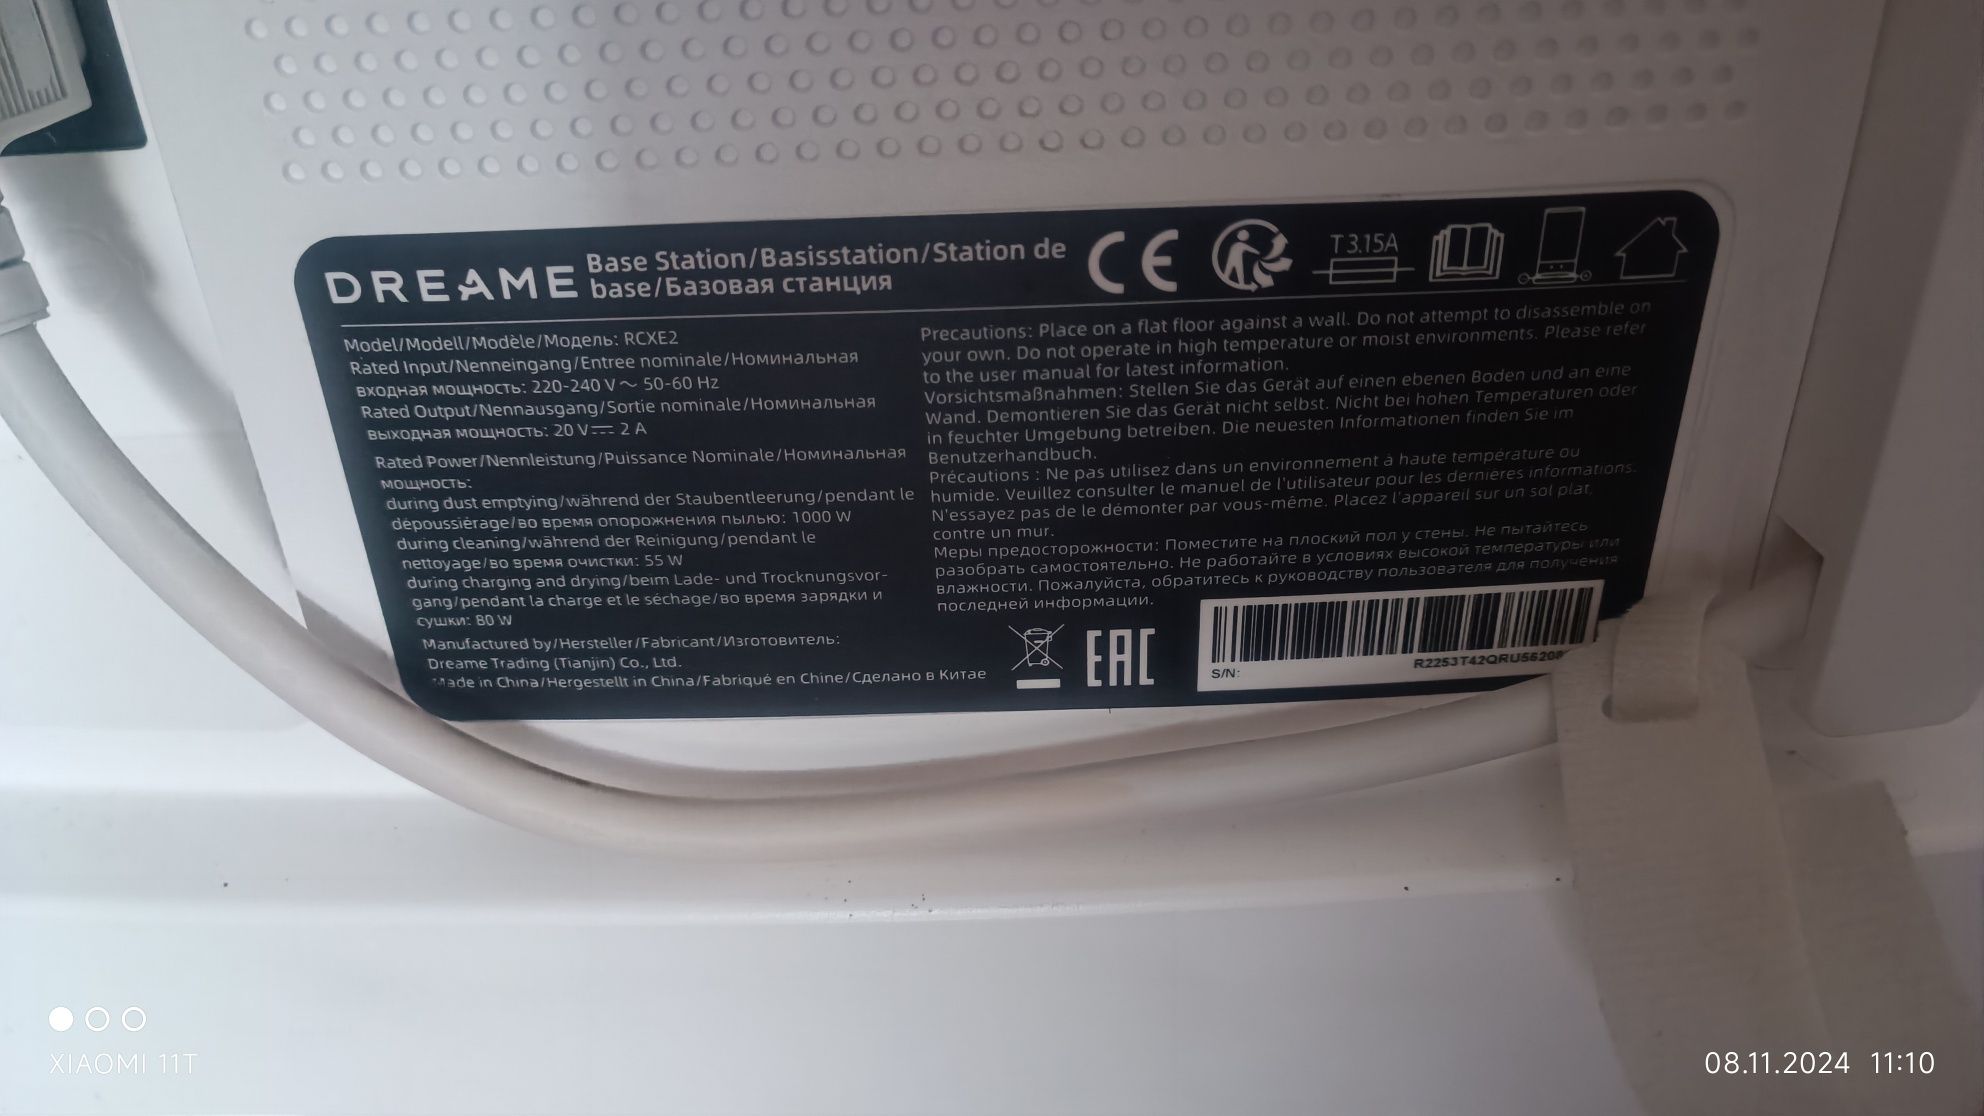 DREAME Base Station/Basisstation/Station de
base/Базовая станция
T 3.15A
Model/Modell/Modèle/Модель: RCXE2
Rated Input/Nenneingang/Entree nominale/Номинальная
входная мощность: 220-240 V～ 50-60 Hz
Rated Output/Nennausgang/Sortie nominale/Номинальная
выходная мощность: 20 V⎓ 2 A
Rated Power/Nennleistung/Puissance Nominale/Номинальная
мощность:
during dust emptying/während der Staubentleerung/pendant le
dépoussiérage/во время опорожнения пылью: 1000 W
during cleaning/während der Reinigung/pendant le
nettoyage/во время очистки: 55 W
during charging and drying/beim Lade- und Trocknungsvor-
gang/pendant la charge et le séchage/во время зарядки и
сушки: 80 W
Manufactured by/Hersteller/Fabricant/Изготовитель:
Dreame Trading (Tianjin) Co., Ltd.
Made in China/Hergestellt in China/Fabriqué en Chine/Сделано в Китае
Precautions: Place on a flat floor against a wall. Do not attempt to disassemble on
your own. Do not operate in high temperature or moist environments. Please refer
to the user manual for latest information.
Vorsichtsmaßnahmen: Stellen Sie das Gerät auf einen ebenen Boden und an eine
Wand. Demontieren Sie das Gerät nicht selbst. Nicht bei hohen Temperaturen oder
in feuchter Umgebung betreiben. Die neuesten Informationen finden Sie im
Benutzerhandbuch.
Précautions : Ne pas utilisez dans un environnement à haute température ou
humide. Veuillez consulter le manuel de l'utilisateur pour les dernières informations.
N'essayez pas de le démonter par vous-même. Placez l'appareil sur un sol plat,
contre un mur.
Меры предосторожности: Поместите на плоский пол у стены. Не пытайтесь
разобрать самостоятельно. Не работайте в условиях высокой температуры или
влажности. Пожалуйста, обратитесь к руководству пользователя для получения
последней информации.
EAC
R2253T42QRU556208
S/N:
XIAOMI 11T
08.11.2024 11:10